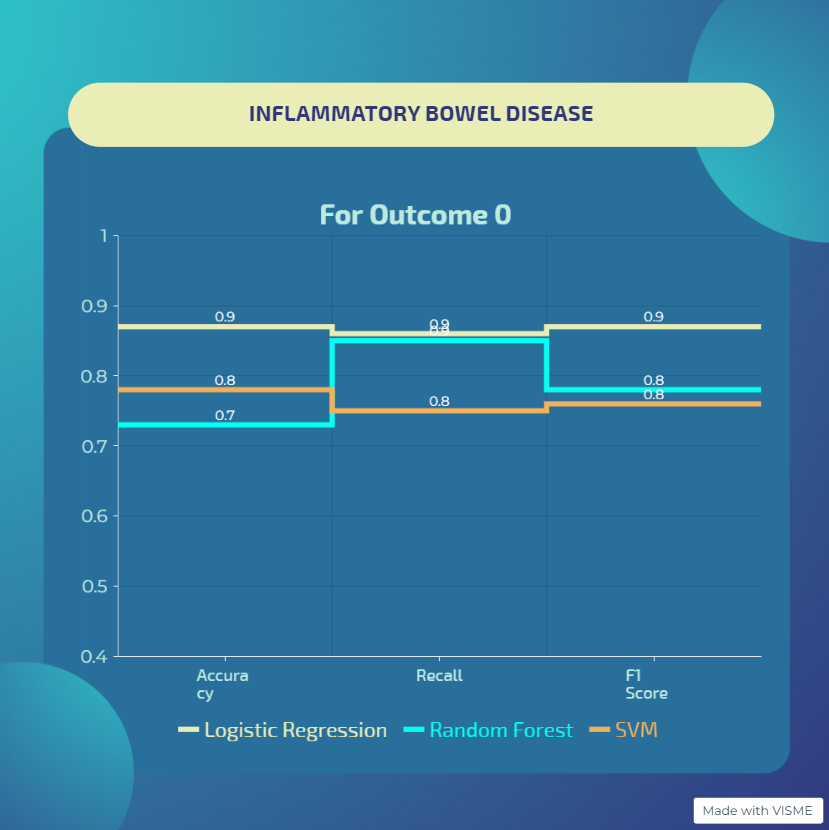 INFLAMMATORY BOWEL DISEASE
For Outcome 0
1
0.9
0.8
0.7
0.6
0.5
0.4
0.9
0.9
0.9
0.9
0.8
0.8
0.8
0.8
0.7
Accura
cy
Recall
F1
Score
Logistic Regression Random Forest SVM
Made with VISME